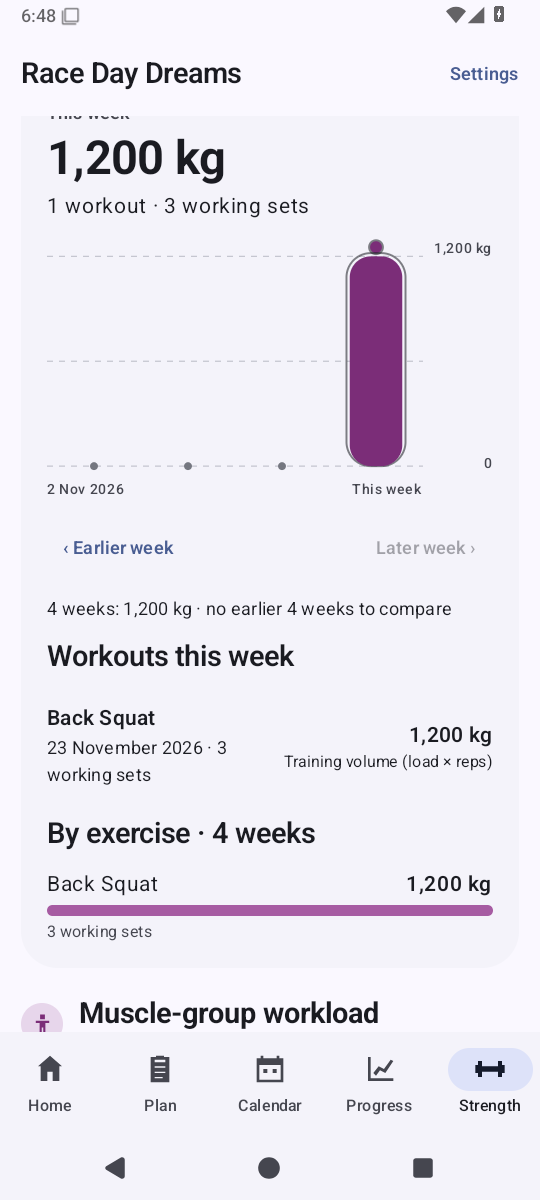 6:48
Race Day Dreams
Settings
This week
1,200 kg
1 workout · 3 working sets
1,200 kg
0
2 Nov 2026
This week
‹ Earlier week
Later week ›
4 weeks: 1,200 kg · no earlier 4 weeks to compare
Workouts this week
Back Squat
23 November 2026 · 3
working sets
1,200 kg
Training volume (load × reps)
By exercise · 4 weeks
Back Squat
1,200 kg
3 working sets
Muscle-group workload
Home
Plan
Calendar
Progress
Strength